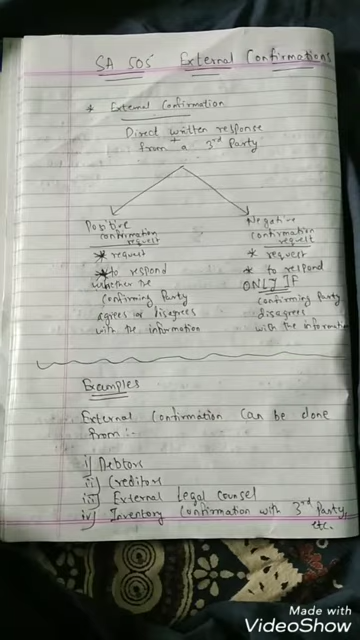 SA 505 External Confirmations
* External Confirmation
Direct written response
from a 3rd Party
Positive
confirmation
request
* request
* to respond
whether the
confirming Party
agrees or disagrees
with the information
Negative
confirmation
request
* request
* to respond
ONLY IF
confirming Party
disagrees
with the information
Examples
External Confirmation can be done
from :-
i) Debtors
ii) Creditors
iii) External Legal Counsel
iv) Inventory Confirmation with 3rd Party,
etc.
Made with
VideoShow